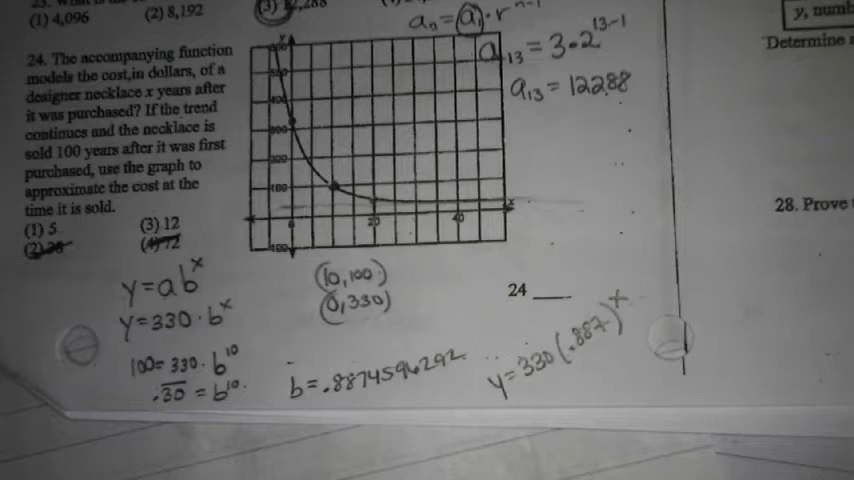 (1) 4,096 (2) 8,192
24. The accompanying function
models the cost, in dollars, of a
designer necklace x years after
it was purchased? If the trend
continues and the necklace is
sold 100 years after it was first
purchased, use the graph to
approximate the cost at the
time it is sold.
(1) 5 (3) 12
(2) 38 (4) 72
y=ab^x
y=330·b^x
100=330·b^10
.30 = b^10
(10,100)
(0,330)
b=.8874596292
y=330(.887)^x
24
r^n-1
a13 = 3·2^13-1
a13 = 12288
300
200
100
0
20
40
x
y, numb
Determine
28. Prove